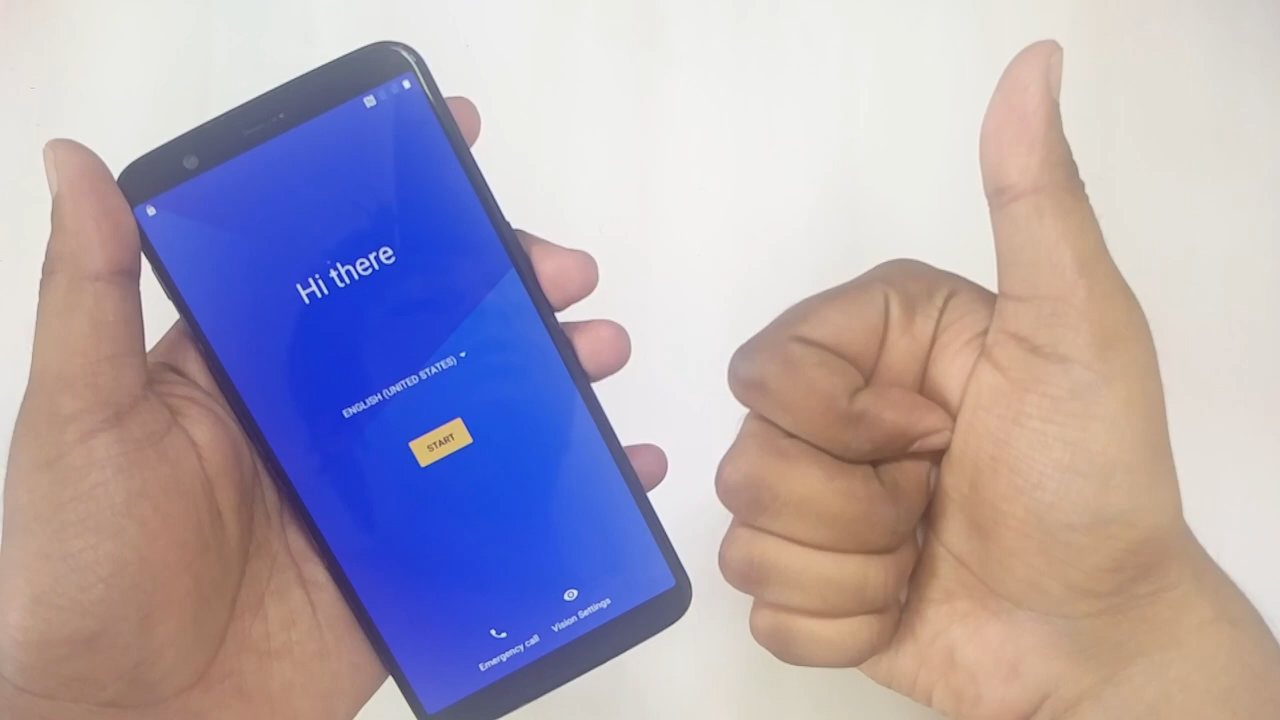 Hi there
ENGLISH (UNITED STATES)
START
Emergency call
Vision Settings